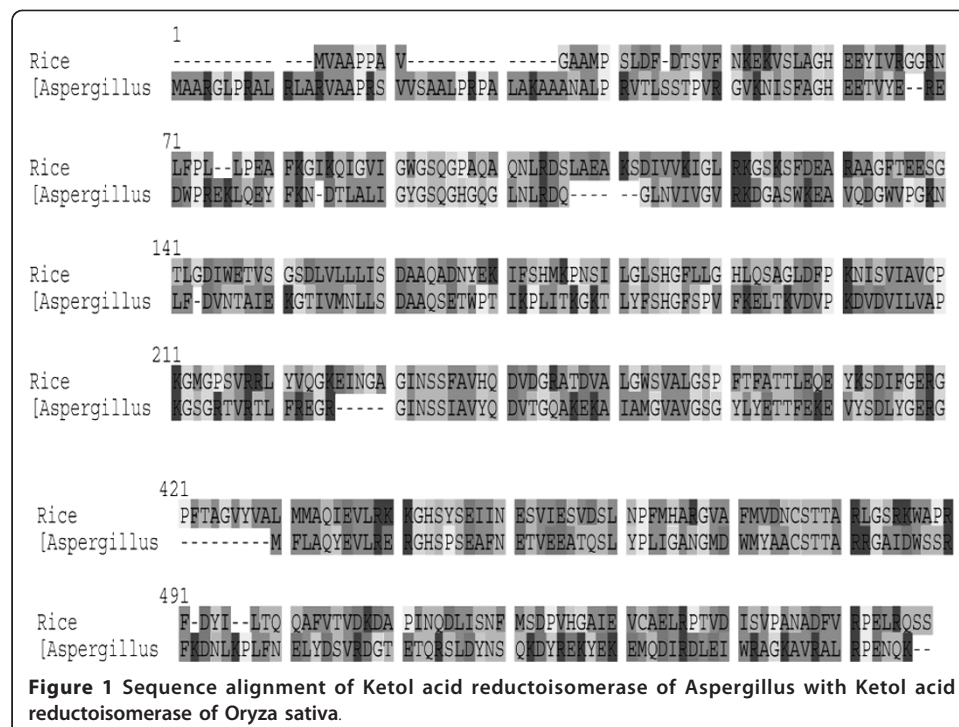 1
Rice ---------- ---MVAAPPA V--------- ----GAAMP SLDF-DTSVF NKEKVSLAGH EEYIVRGGRN
[Aspergillus MAARGLPRAL RLARVAAPRS VVSAALPRPA LAKAAANALP RVTLSSTPVR GVKNISFAGH EETVYE--RE
71
Rice LFPL--LPEA FKGIKQIGVI GWGSQGPAQA QNLRDSLAEA KSDIVVKIGL RKGSKSFDEA RAAGFTEESG
[Aspergillus DWPREKLQEY FKN-DTLALI GYGSQGHGQG LNLRDQ---- --GLNVIVGV RKDGASWKEA VQDGWVPGKN
141
Rice TLGDIWETVS GSDLVLLLIS DAAQADNYEK IFSHMKPNSI LGLSHGFLLG HLQSAGLDFP KNISVIAVCP
[Aspergillus LF-DVNTAIE KGTIVMNLLS DAAQSETWPT IKPLITKGKT LYFSHGFSPV FKELTKVDVP KDVDVILVAP
211
Rice KGMGPSVRRL YVQGKEINGA GINSSFAVHQ DVDGRATDVA LGWSVALGSP FTFATTLEQE YKSDIFGERG
[Aspergillus KGSGRTVRTL FREGR----- GINSSIAVYQ DVTGQAKEKA IAMGVAVGSG YLYETTFEKE VYSDLYGERG
421
Rice PFTAGVYVAL MMAQIEVLRK KGHSYSEIIN ESVIESVDSL NPFMHARGVA FMVDNCSTTA RLGSRKWAPR
[Aspergillus ---------M FLAQYEVLRE RGHSPSEAFN ETVEEATQSL YPLIGANGMD WMYAACSTTA RRGAIDWSSR
491
Rice F-DYI--LTQ QAFVTVDKDA PINQDLISNF MSDPVHGAIE VCAELRPTVD ISVPANADFV RPELRQSS
[Aspergillus FKDNLKPLFN ELYDSVRDGT ETQRSLDYNS QKDYREKYEK EMQDIRDLEI WRAGKAVRAL RPENQK--
Figure 1 Sequence alignment of Ketol acid reductoisomerase of Aspergillus with Ketol acid
reductoisomerase of Oryza sativa.